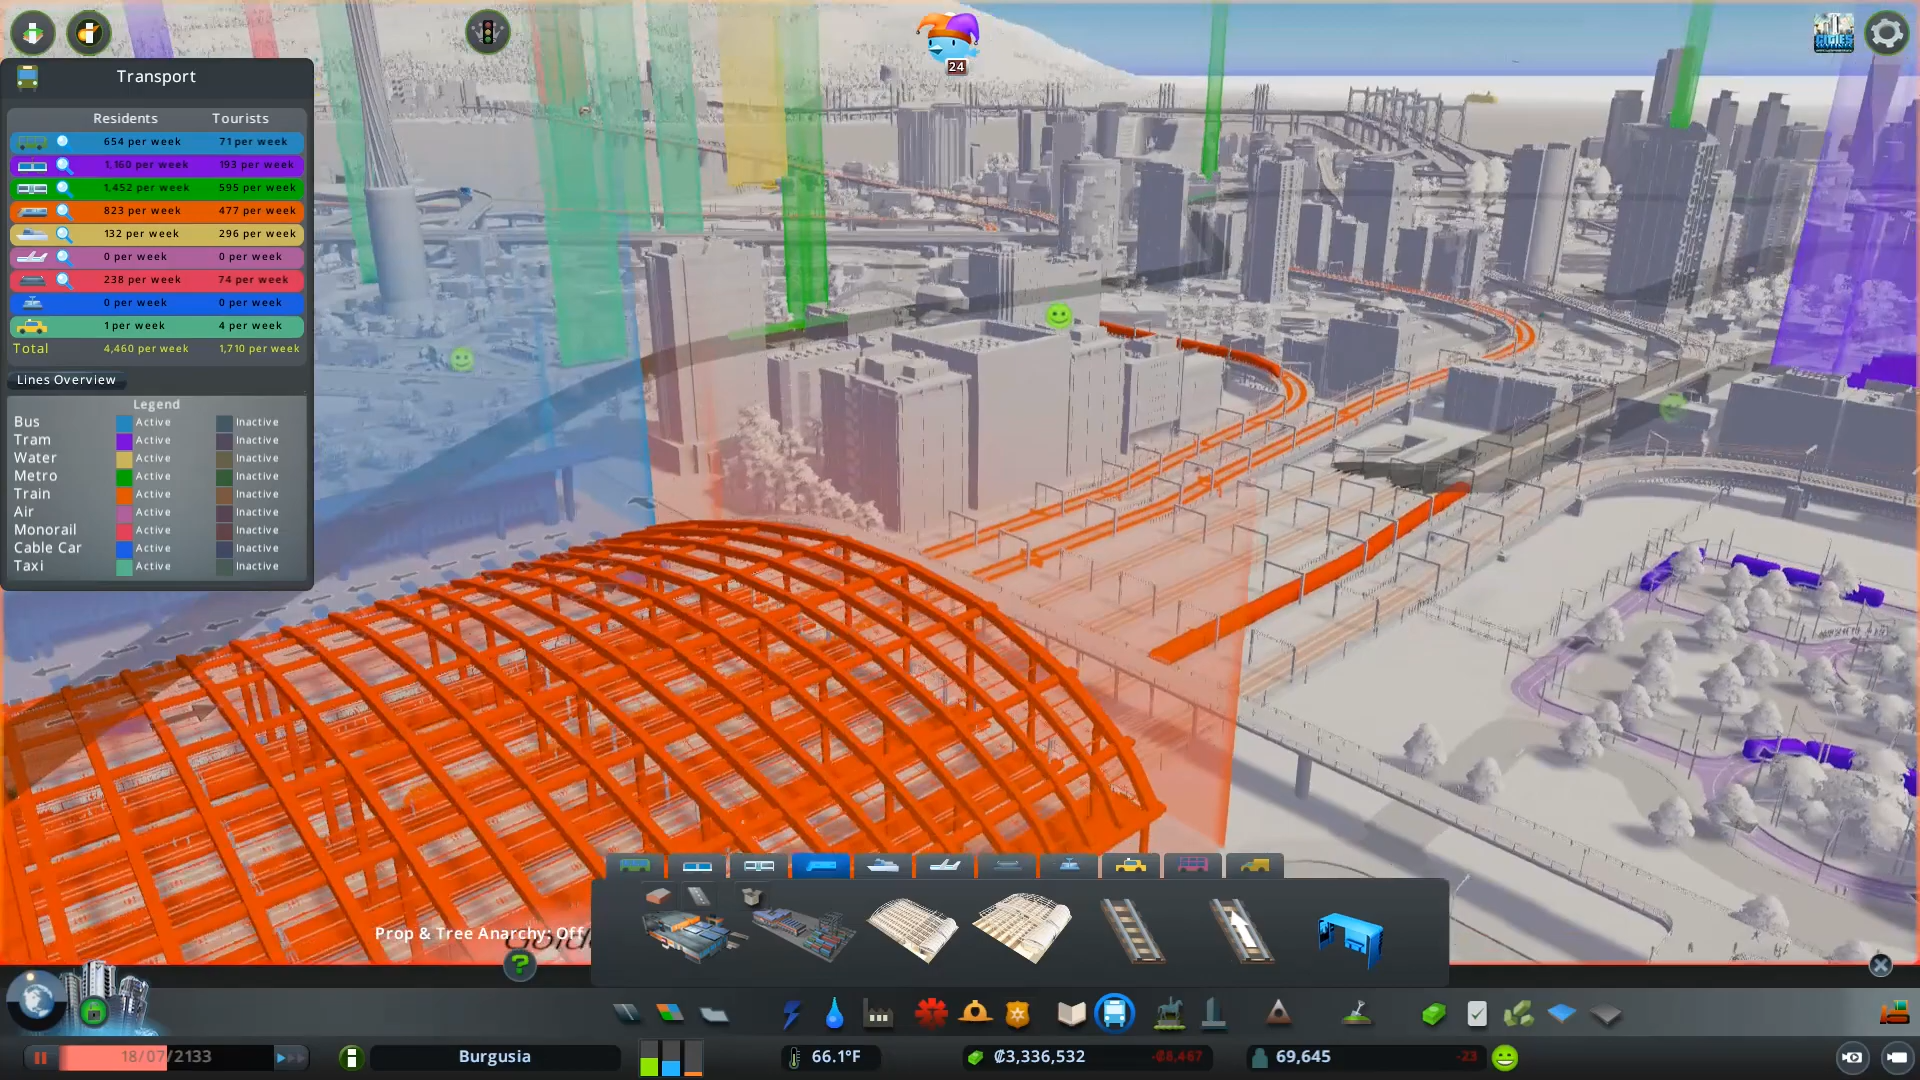 24
Transport
Residents Tourists
654 per week 71 per week
1,160 per week 193 per week
1,452 per week 595 per week
823 per week 477 per week
132 per week 296 per week
0 per week 0 per week
238 per week 74 per week
0 per week 0 per week
1 per week 4 per week
Total 4,460 per week 1,710 per week
Lines Overview
Legend
Bus Active Inactive
Tram Active Inactive
Water Active Inactive
Metro Active Inactive
Train Active Inactive
Air Active Inactive
Monorail Active Inactive
Cable Car Active Inactive
Taxi Active Inactive
Prop & Tree Anarchy: Off
?
18/07/2133
Burgusia
66.1°F
₡3,336,532
-₡8,467
69,645
-23